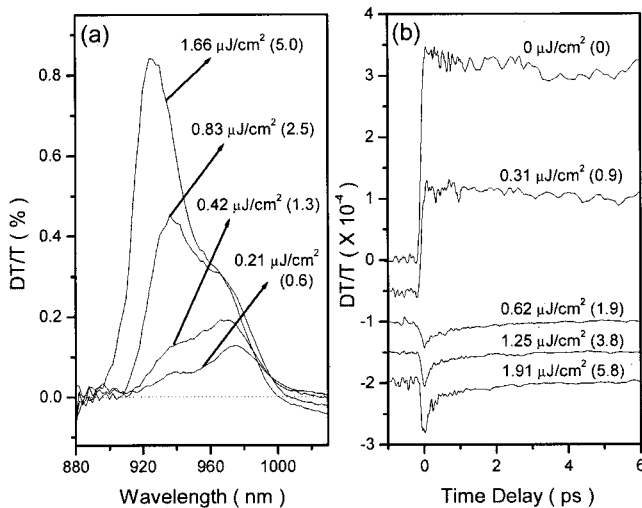 (a)
1.66 μJ/cm² (5.0)
0.83 μJ/cm² (2.5)
0.42 μJ/cm² (1.3)
0.21 μJ/cm²
(0.6)
0.8
0.6
0.4
0.2
0.0
DT/T ( % )
880 920 960 1000
Wavelength ( nm )
(b)
0 μJ/cm² (0)
0.31 μJ/cm² (0.9)
0.62 μJ/cm² (1.9)
1.25 μJ/cm² (3.8)
1.91 μJ/cm² (5.8)
4
3
2
1
0
-1
-2
-3
DT/T ( X 10⁻⁴ )
0 2 4 6
Time Delay ( ps )